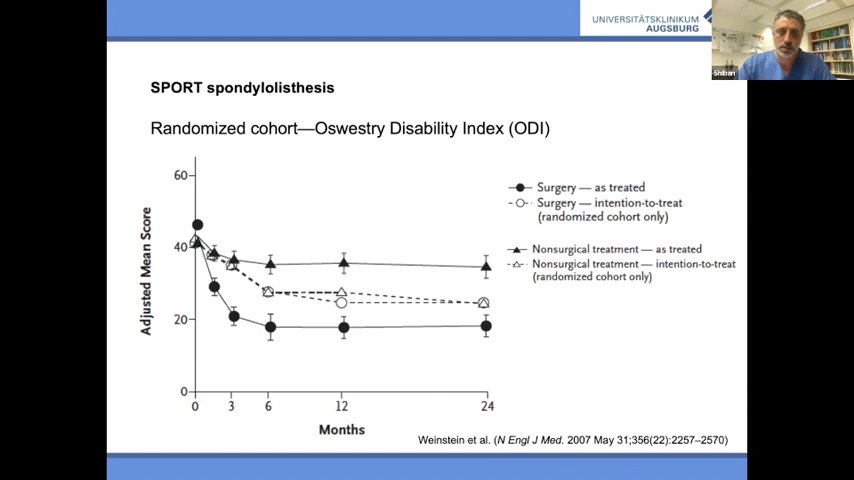 UNIVERSITÄTSKLINIKUM
AUGSBURG
Shiban
SPORT spondylolisthesis
Randomized cohort—Oswestry Disability Index (ODI)
60
40
20
0
Adjusted Mean Score
0 3 6 12 24
Months
Surgery — as treated
Surgery — intention-to-treat
(randomized cohort only)
Nonsurgical treatment — as treated
Nonsurgical treatment — intention-to-treat
(randomized cohort only)
Weinstein et al. (N Engl J Med. 2007 May 31;356(22):2257–2570)